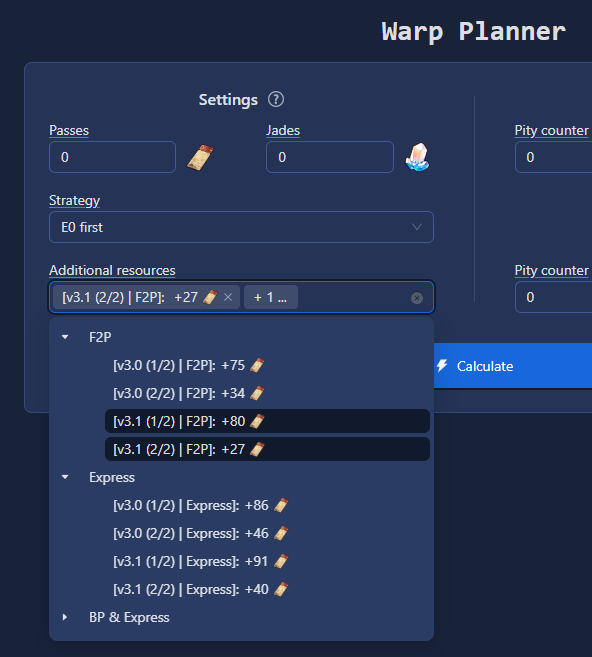 Warp Planner
Settings ?
Passes Jades Pity counter
0 0 0
Strategy
E0 first
Additional resources Pity counter
[v3.1 (2/2) | F2P]: +27 × + 1 ... 0
F2P
[v3.0 (1/2) | F2P]: +75
Calculate
[v3.0 (2/2) | F2P]: +34
[v3.1 (1/2) | F2P]: +80
[v3.1 (2/2) | F2P]: +27
Express
[v3.0 (1/2) | Express]: +86
[v3.0 (2/2) | Express]: +46
[v3.1 (1/2) | Express]: +91
[v3.1 (2/2) | Express]: +40
BP & Express